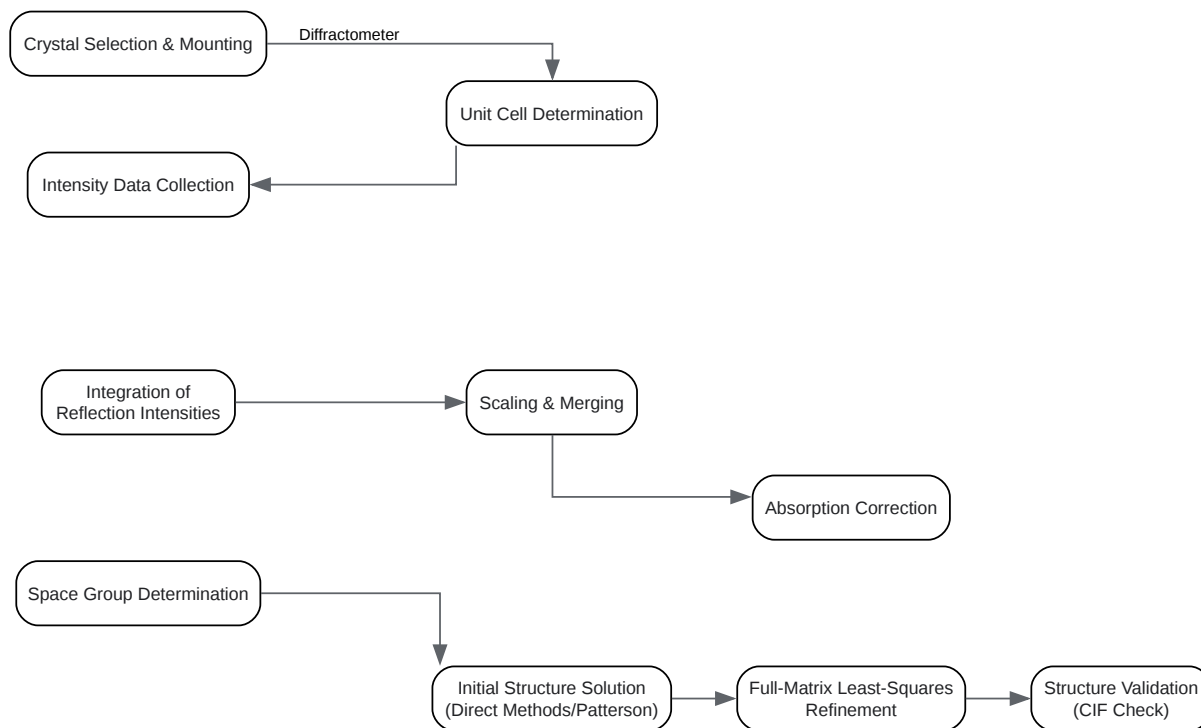 Crystal Selection & Mounting
Diffractometer
Unit Cell Determination
Intensity Data Collection
Integration of
Reflection Intensities
Scaling & Merging
Absorption Correction
Space Group Determination
Initial Structure Solution
(Direct Methods/Patterson)
Full-Matrix Least-Squares
Refinement
Structure Validation
(CIF Check)